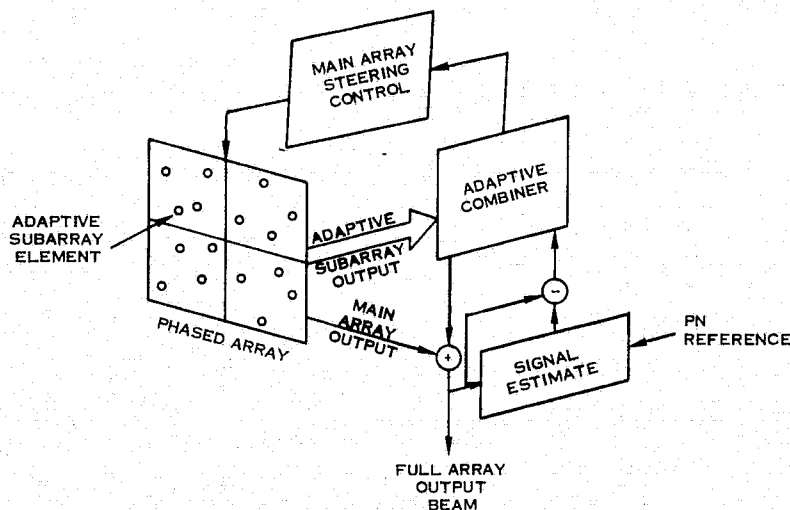 MAIN ARRAY
STEERING
CONTROL
ADAPTIVE
COMBINER
ADAPTIVE
SUBARRAY
ELEMENT
ADAPTIVE
SUBARRAY
OUTPUT
MAIN
ARRAY
OUTPUT
PHASED ARRAY
-
+
PN
REFERENCE
SIGNAL
ESTIMATE
FULL ARRAY
OUTPUT
BEAM